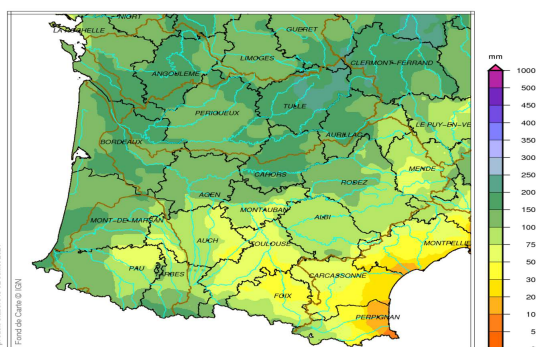 NIORT
LA ROCHELLE
GUERET
LIMOGES
CLERMONT-FERRAND
ANGOULEME
PERIGUEUX
TULLE
LE PUY-EN-VE
AURILLAC
BORDEAUX
MENDE
CAHORS
RODEZ
AGEN
MONTAUBAN
MONT-DE-MARSAN
ALBI
AUCH
TOULOUSE
MONTPELLIE
PAU
TARBES
CARCASSONNE
FOIX
PERPIGNAN
Fond de Carte © IGN
mm
1000
500
450
400
350
300
250
200
150
100
75
50
30
20
10
5